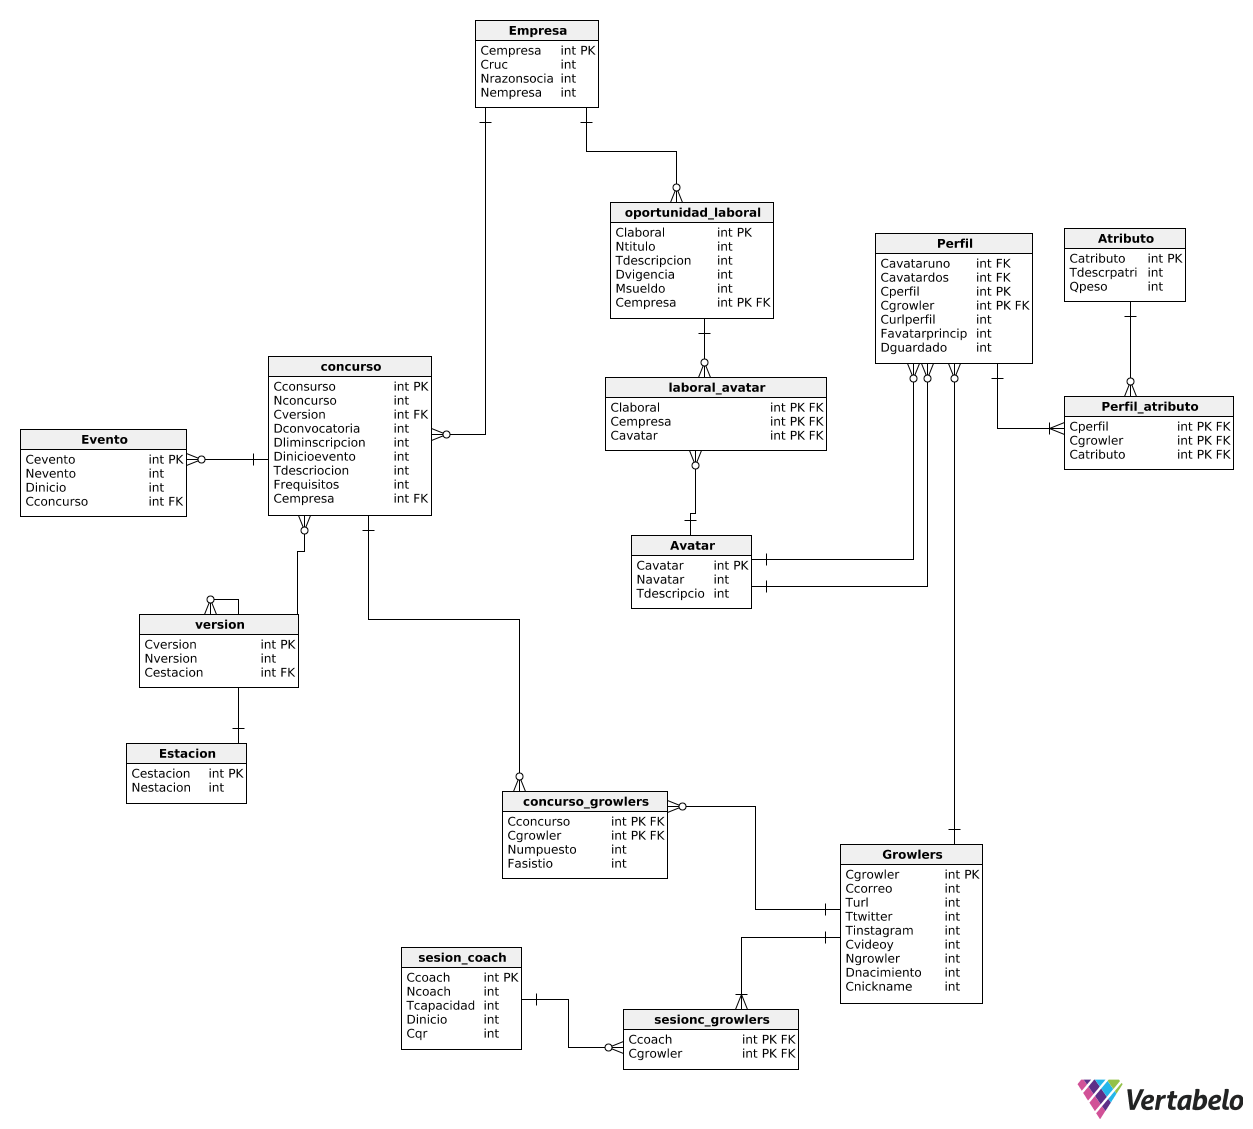 Empresa
Cempresa int PK
Cruc int
Nrazonsocia int
Nempresa int
oportunidad_laboral
Claboral int PK
Ntitulo int
Tdescripcion int
Dvigencia int
Msueldo int
Cempresa int PK FK
Perfil
Cavataruno int FK
Cavatardos int FK
Cperfil int PK
Cgrowler int PK FK
Curlperfil int
Favatarprincip int
Dguardado int
Atributo
Catributo int PK
Tdescrpatri int
Qpeso int
concurso
Cconsurso int PK
Nconcurso int
Cversion int FK
Dconvocatoria int
Dliminscripcion int
Dinicioevento int
Tdescriocion int
Frequisitos int
Cempresa int FK
laboral_avatar
Claboral int PK FK
Cempresa int PK FK
Cavatar int PK FK
Perfil_atributo
Cperfil int PK FK
Cgrowler int PK FK
Catributo int PK FK
Evento
Cevento int PK
Nevento int
Dinicio int
Cconcurso int FK
Avatar
Cavatar int PK
Navatar int
Tdescripcio int
version
Cversion int PK
Nversion int
Cestacion int FK
Estacion
Cestacion int PK
Nestacion int
concurso_growlers
Cconcurso int PK FK
Cgrowler int PK FK
Numpuesto int
Fasistio int
Growlers
Cgrowler int PK
Ccorreo int
Turl int
Ttwitter int
Tinstagram int
Cvideoy int
Ngrowler int
Dnacimiento int
Cnickname int
sesion_coach
Ccoach int PK
Ncoach int
Tcapacidad int
Dinicio int
Cqr int
sesionc_growlers
Ccoach int PK FK
Cgrowler int PK FK
Vertabelo